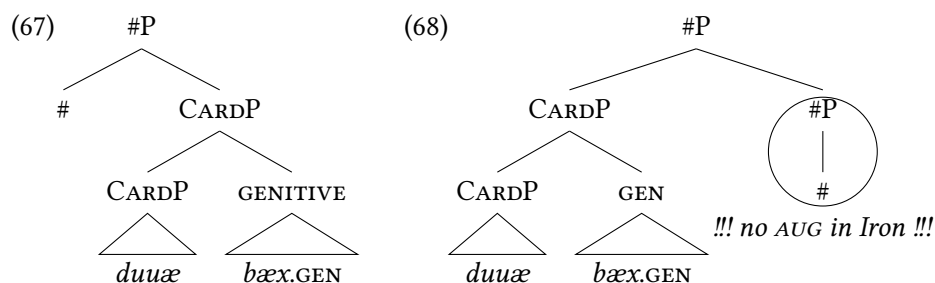 (67) #P (68) #P
# CARDP CARDP #P
CARDP GENITIVE CARDP GEN #
!!! no AUG in Iron !!!
duuæ bæx.GEN duuæ bæx.GEN